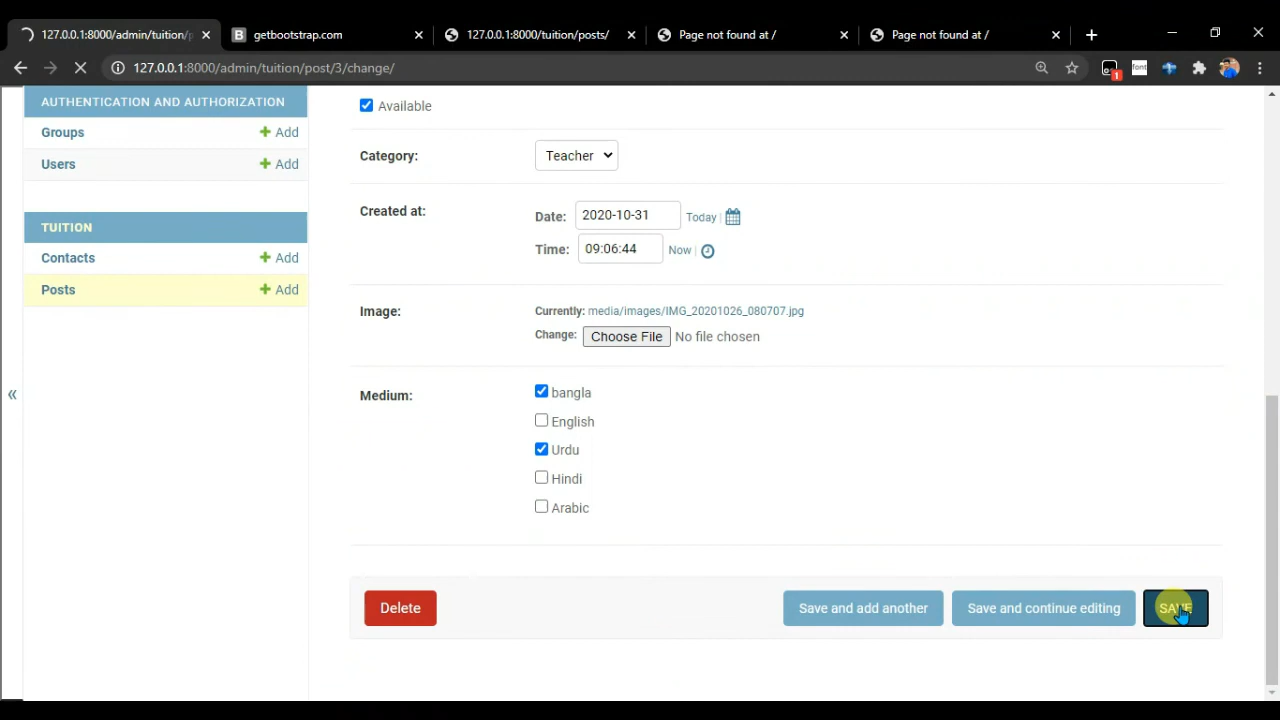 127.0.0.1:8000/admin/tuition/p
getbootstrap.com
127.0.0.1:8000/tuition/posts/
Page not found at /
Page not found at /
127.0.0.1:8000/admin/tuition/post/3/change/
1
font
AUTHENTICATION AND AUTHORIZATION
Groups
Add
Users
Add
TUITION
Contacts
Add
Posts
Add
«
Available
Category:
Teacher
Created at:
Date:
2020-10-31
Today
Time:
09:06:44
Now
Image:
Currently: media/images/IMG_20201026_080707.jpg
Change:
Choose File
No file chosen
Medium:
bangla
English
Urdu
Hindi
Arabic
Delete
Save and add another
Save and continue editing
SAVE